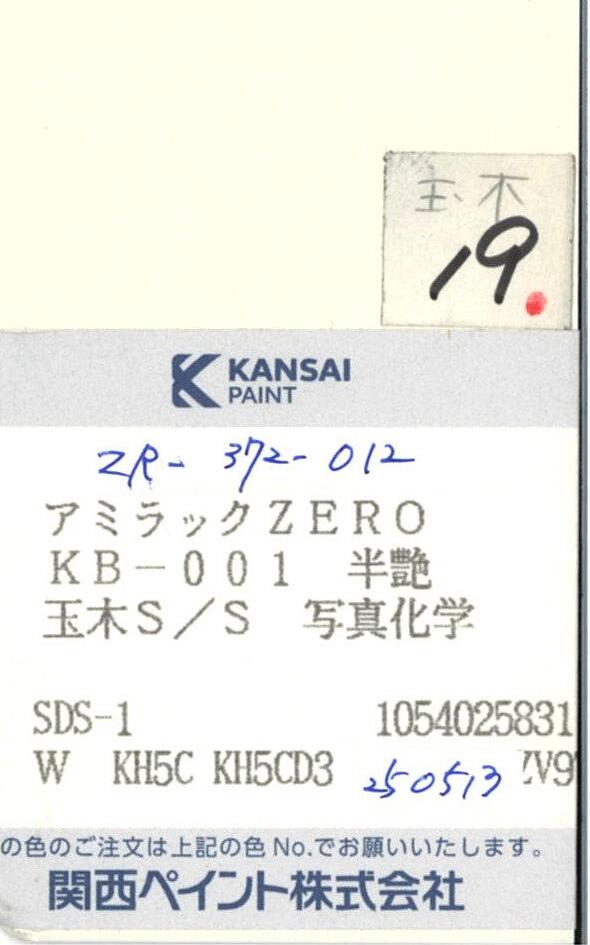 玉木
19.
KANSAI
PAINT
ZR-372-012
アミラックZERO
KB-001 半艶
玉木S/S 写真化学
SDS-1 1054025831
W KH5C KH5CD3 250513 ZV9
の色のご注文は上記の色No.でお願いいたします。
関西ペイント株式会社